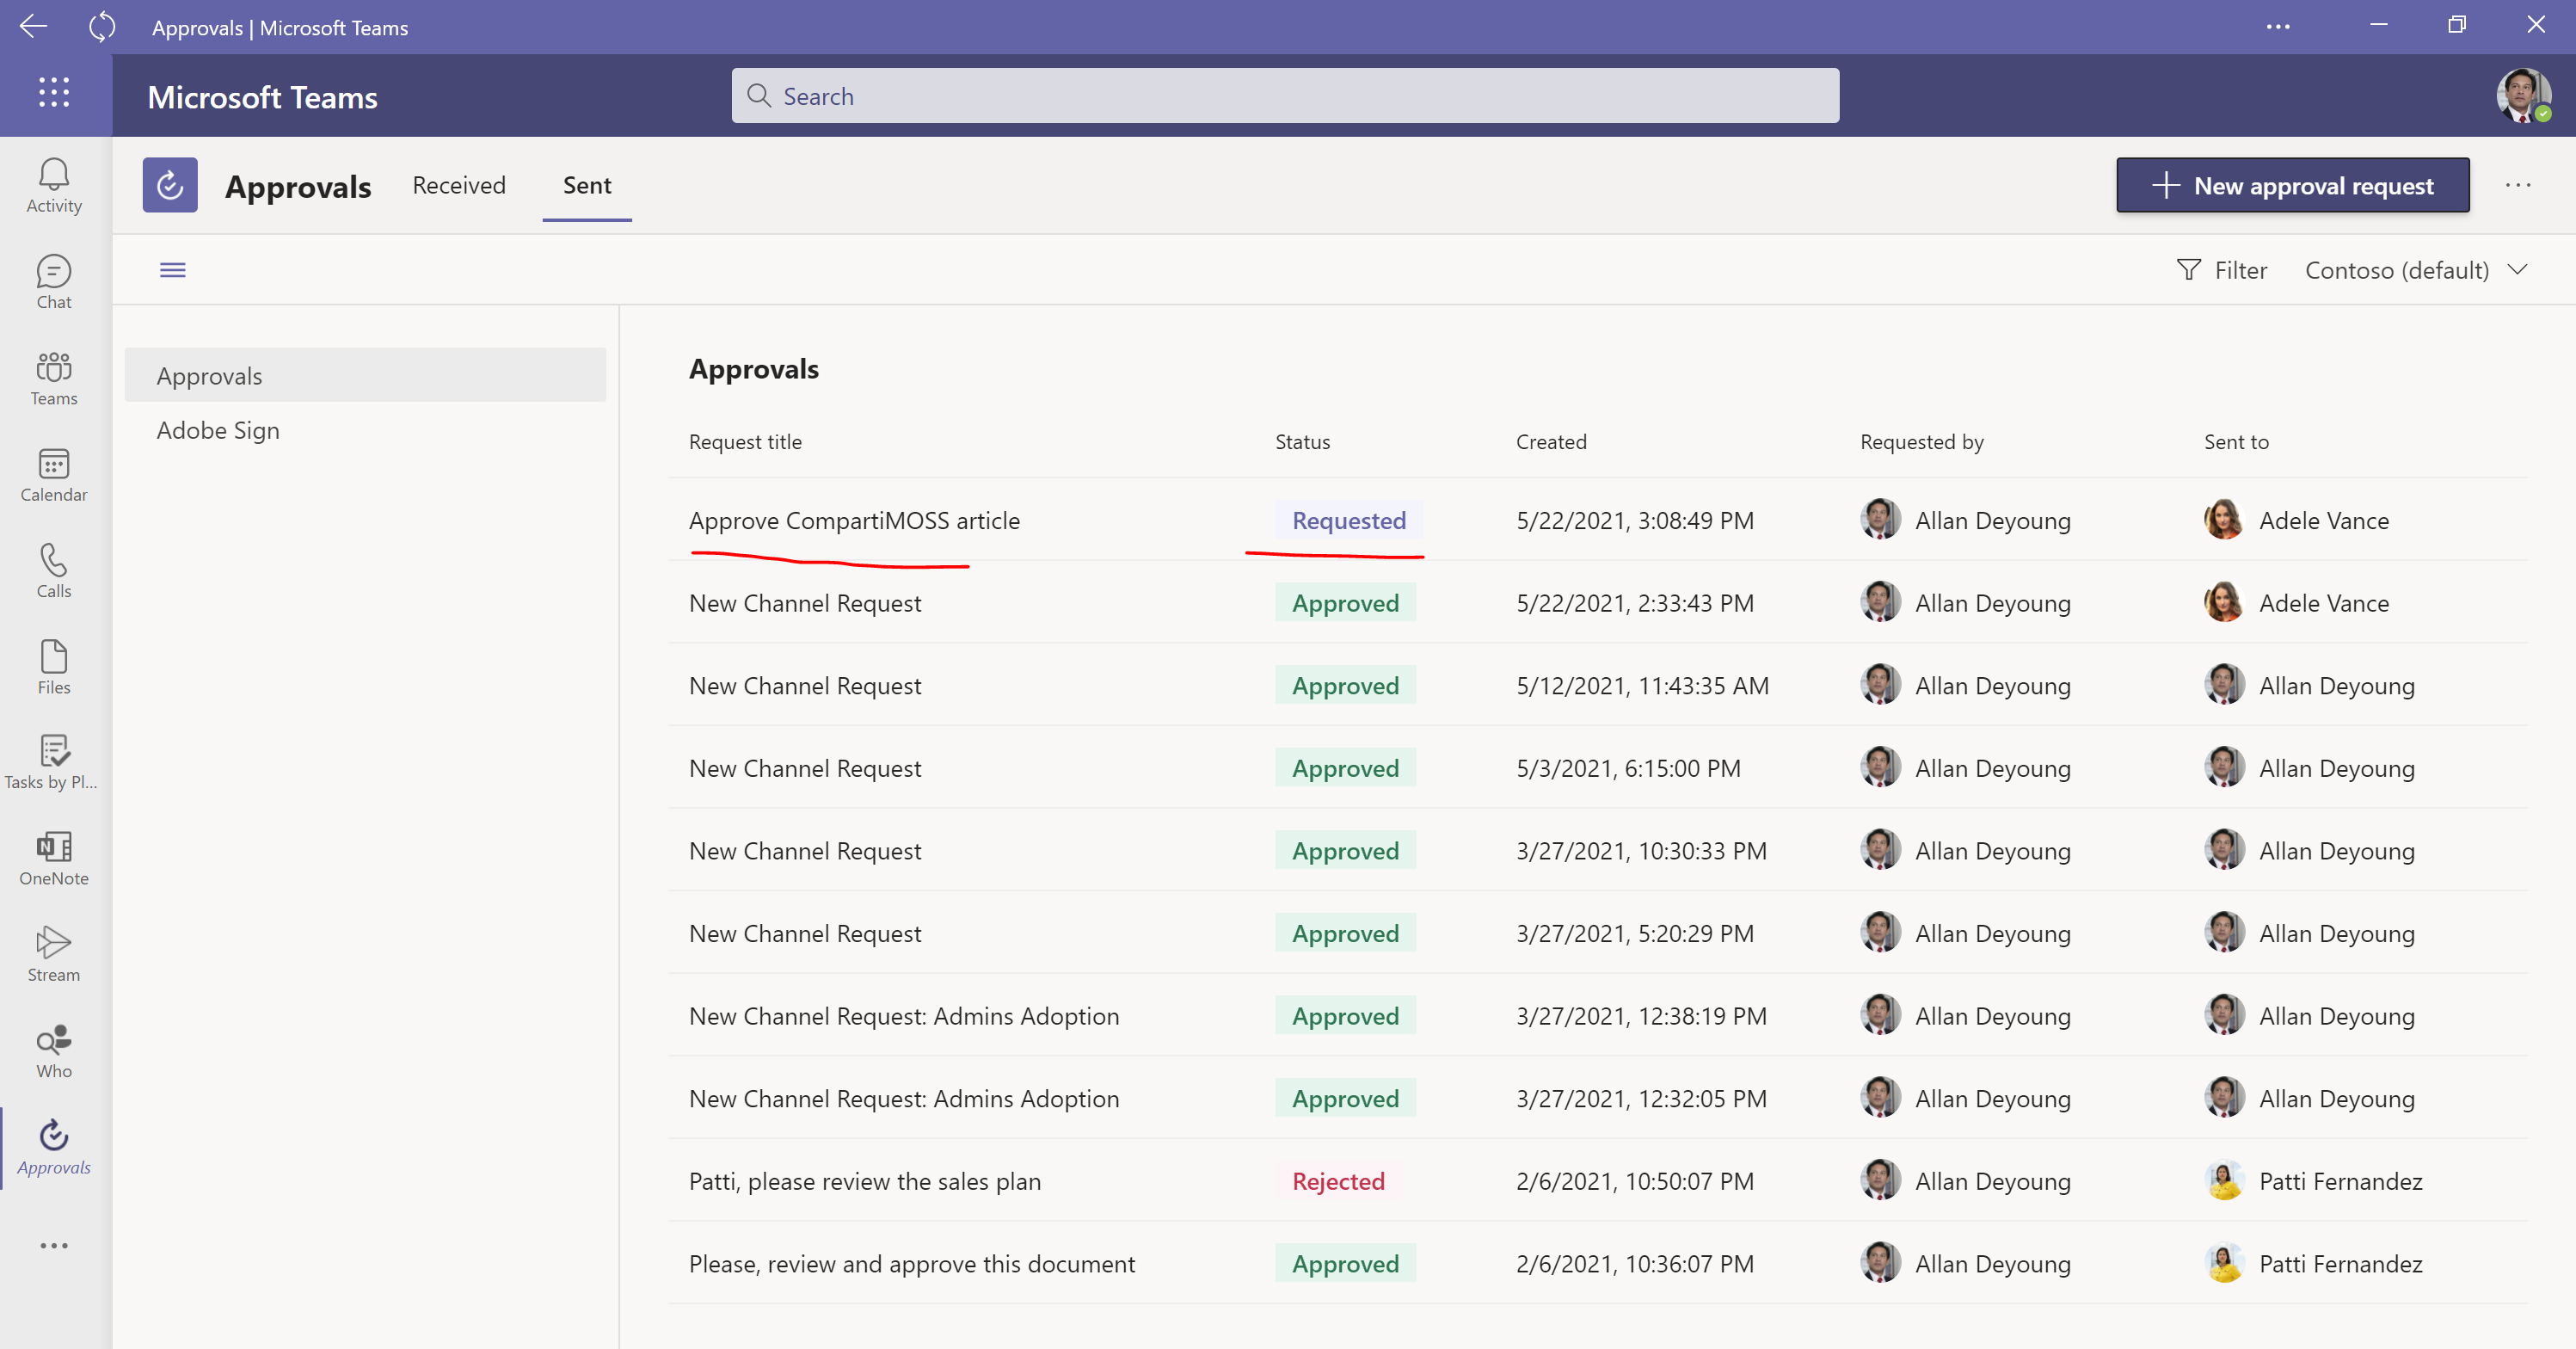 Approvals | Microsoft Teams
Microsoft Teams
Search
Activity
Chat
Teams
Calendar
Calls
Files
Tasks by Pl...
OneNote
Stream
Who
Approvals
Approvals Received Sent
New approval request
Filter Contoso (default)
Approvals
Adobe Sign
Approvals
Request title Status Created Requested by Sent to
Approve CompartiMOSS article Requested 5/22/2021, 3:08:49 PM Allan Deyoung Adele Vance
New Channel Request Approved 5/22/2021, 2:33:43 PM Allan Deyoung Adele Vance
New Channel Request Approved 5/12/2021, 11:43:35 AM Allan Deyoung Allan Deyoung
New Channel Request Approved 5/3/2021, 6:15:00 PM Allan Deyoung Allan Deyoung
New Channel Request Approved 3/27/2021, 10:30:33 PM Allan Deyoung Allan Deyoung
New Channel Request Approved 3/27/2021, 5:20:29 PM Allan Deyoung Allan Deyoung
New Channel Request: Admins Adoption Approved 3/27/2021, 12:38:19 PM Allan Deyoung Allan Deyoung
New Channel Request: Admins Adoption Approved 3/27/2021, 12:32:05 PM Allan Deyoung Allan Deyoung
Patti, please review the sales plan Rejected 2/6/2021, 10:50:07 PM Allan Deyoung Patti Fernandez
Please, review and approve this document Approved 2/6/2021, 10:36:07 PM Allan Deyoung Patti Fernandez